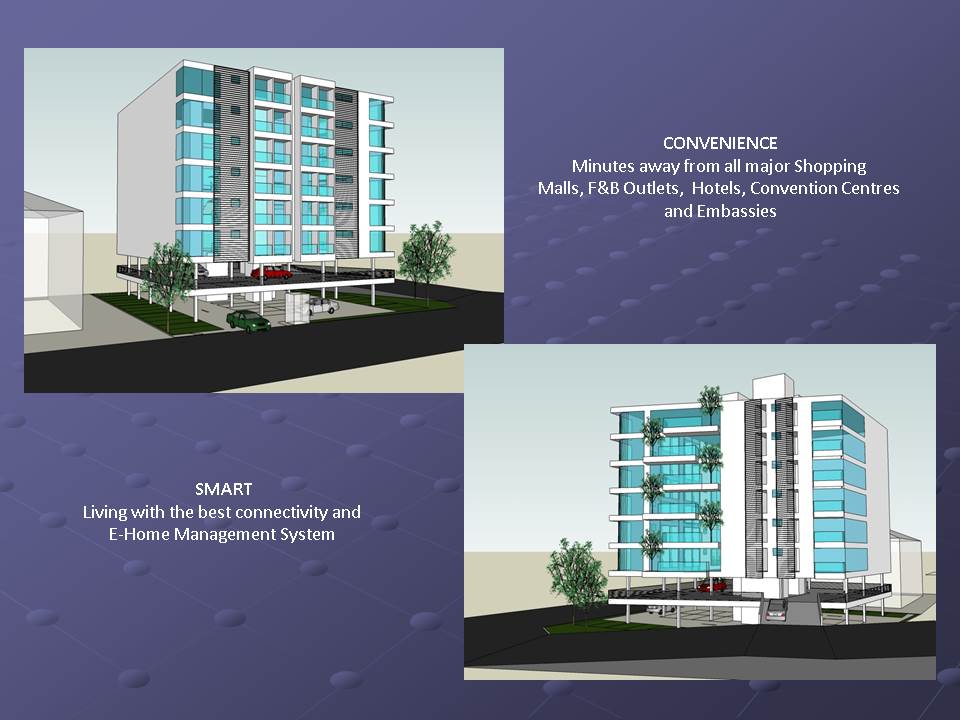 CONVENIENCE
Minutes away from all major Shopping
Malls, F&B Outlets,  Hotels, Convention Centres
and Embassies
SMART
Living with the best connectivity and
E-Home Management System